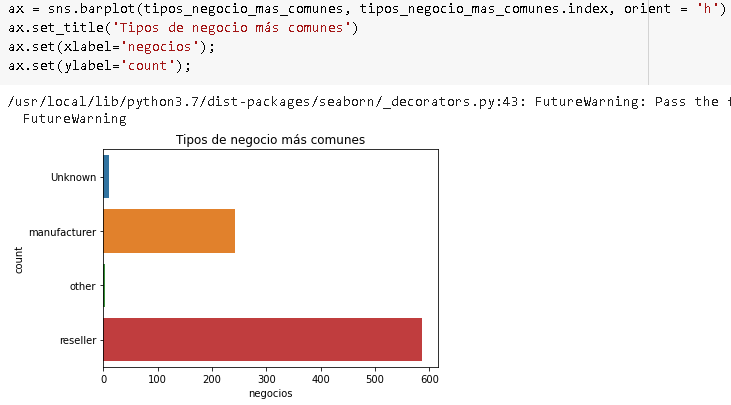 ax = sns.barplot(tipos_negocio_mas_comunes, tipos_negocio_mas_comunes.index, orient = 'h')
ax.set_title('Tipos de negocio más comunes')
ax.set(xlabel='negocios');
ax.set(ylabel='count');
/usr/local/lib/python3.7/dist-packages/seaborn/_decorators.py:43: FutureWarning: Pass the
FutureWarning
Tipos de negocio más comunes
Unknown
manufacturer
other
reseller
count
0 100 200 300 400 500 600
negocios